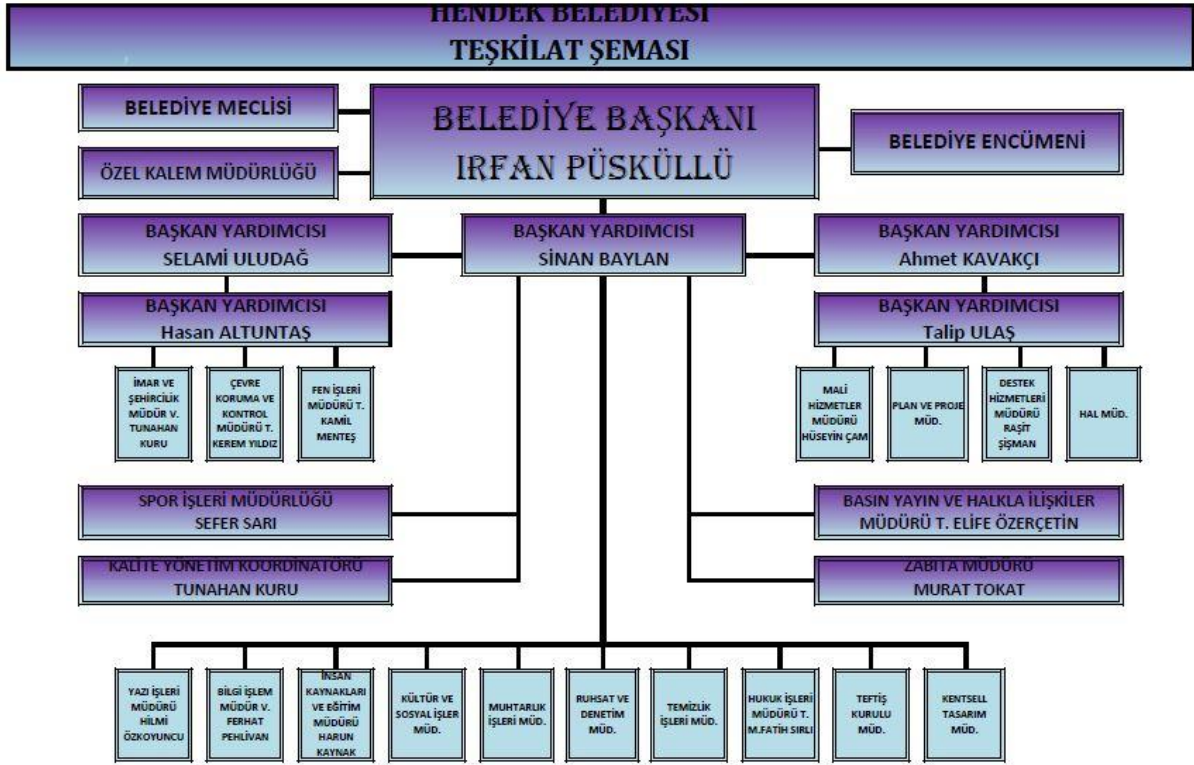 HENDEK BELEDİYESİ
TEŞKİLAT ŞEMASI
BELEDİYE MECLİSİ
BELEDİYE BAŞKANI
IRFAN PÜSKÜLLÜ
BELEDİYE ENCÜMENİ
ÖZEL KALEM MÜDÜRLÜĞÜ
BAŞKAN YARDIMCISI
SELAMİ ULUDAĞ
BAŞKAN YARDIMCISI
SİNAN BAYLAN
BAŞKAN YARDIMCISI
Ahmet KAVAKÇI
BAŞKAN YARDIMCISI
Hasan ALTUNTAŞ
BAŞKAN YARDIMCISI
Talip ULAŞ
İMAR VE
ŞEHİRCİLİK
MÜDÜR V.
TUNAHAN
KURU
ÇEVRE
KORUMA VE
KONTROL
MÜDÜRÜ T.
KEREM YILDIZ
FEN İŞLERİ
MÜDÜRÜ T.
KAMİL
MENTEŞ
MALİ
HİZMETLER
MÜDÜRÜ
HÜSEYİN ÇAM
PLAN VE PROJE
MÜD.
DESTEK
HİZMETLERİ
MÜDÜRÜ
RAŞİT
ŞİŞMAN
HAL MÜD.
SPOR İŞLERİ MÜDÜRLÜĞÜ
SEFER SARI
BASIN YAYIN VE HALKLA İLİŞKİLER
MÜDÜRÜ T. ELİFE ÖZERÇETİN
KALİTE YÖNETİM KOORDİNATÖRÜ
TUNAHAN KURU
ZABITA MÜDÜRÜ
MURAT TOKAT
YAZI İŞLERİ
MÜDÜRÜ
HİLMİ
ÖZKOYUNCU
BİLGİ İŞLEM
MÜDÜR V.
FERHAT
PEHLİVAN
İNSAN
KAYNAKLARI
VE EĞİTİM
MÜDÜRÜ
HARUN
KAYNAK
KÜLTÜR VE
SOSYAL İŞLER
MÜD.
MUHTARLIK
İŞLERİ MÜD.
RUHSAT VE
DENETİM
MÜD.
TEMİZLİK
İŞLERİ MÜD.
HUKUK İŞLERİ
MÜDÜRÜ T.
M.FATİH SIRLI
TEFTİŞ
KURULU
MÜD.
KENTSELL
TASARIM
MÜD.